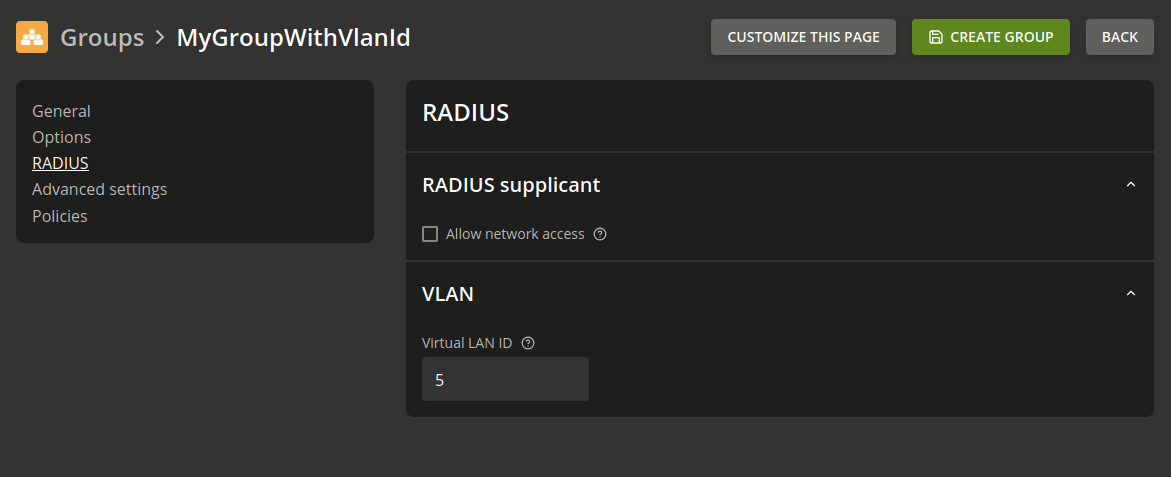 Groups > MyGroupWithVlanId
CUSTOMIZE THIS PAGE
CREATE GROUP
BACK
General
Options
RADIUS
Advanced settings
Policies
RADIUS
RADIUS supplicant
Allow network access
VLAN
Virtual LAN ID
5